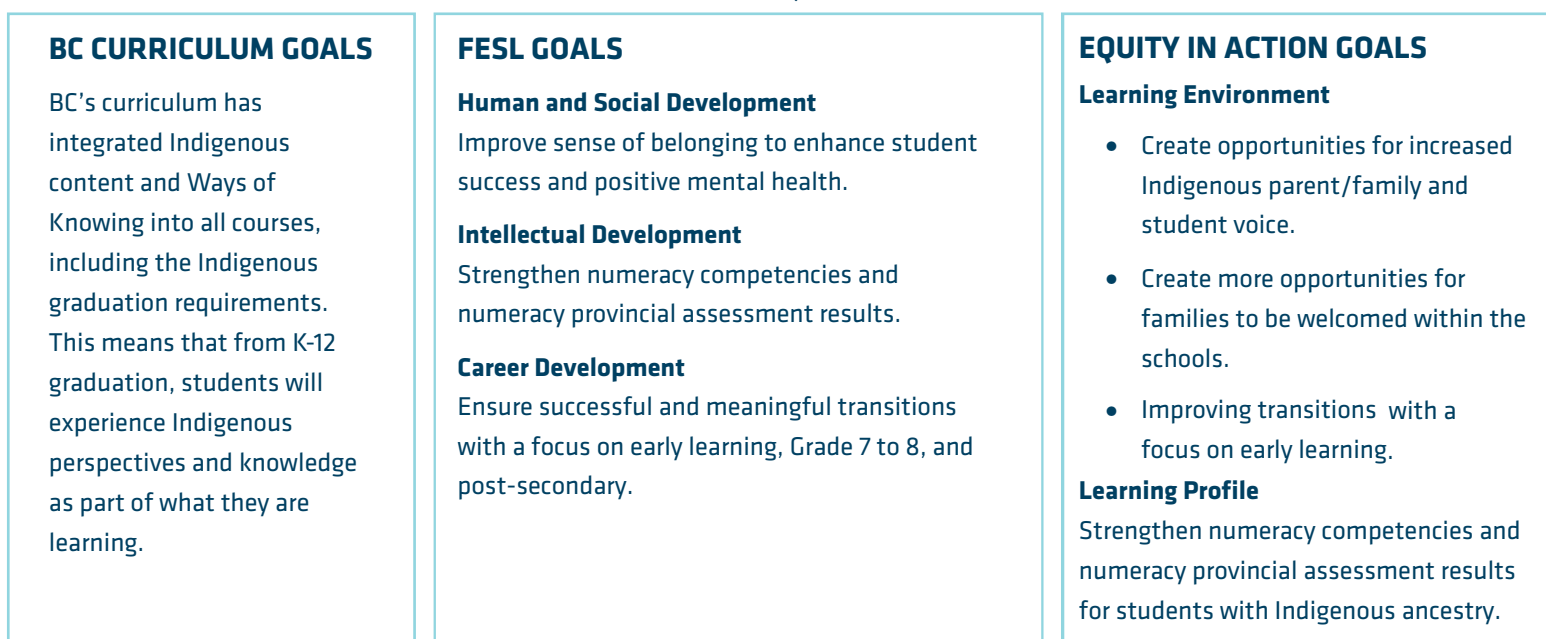 BC CURRICULUM GOALS
BC's curriculum has
integrated Indigenous
content and Ways of
Knowing into all courses,
including the Indigenous
graduation requirements.
This means that from K-12
graduation, students will
experience Indigenous
perspectives and knowledge
as part of what they are
learning.
FESL GOALS
Human and Social Development
Improve sense of belonging to enhance student
success and positive mental health.
Intellectual Development
Strengthen numeracy competencies and
numeracy provincial assessment results.
Career Development
Ensure successful and meaningful transitions
with a focus on early learning, Grade 7 to 8, and
post-secondary.
EQUITY IN ACTION GOALS
Learning Environment
• Create opportunities for increased
Indigenous parent/family and
student voice.
• Create more opportunities for
families to be welcomed within the
schools.
• Improving transitions with a
focus on early learning.
Learning Profile
Strengthen numeracy competencies and
numeracy provincial assessment results
for students with Indigenous ancestry.